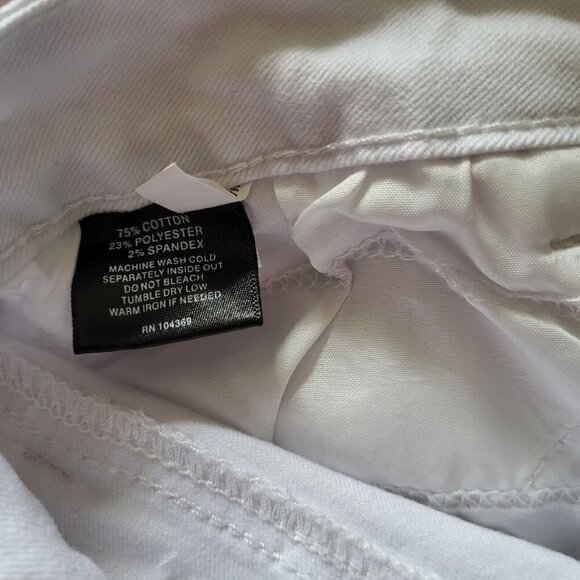 75% COTTON
23% POLYESTER
2% SPANDEX
MACHINE WASH COLD
SEPARATELY INSIDE OUT
DO NOT BLEACH
TUMBLE DRY LOW
WARM IRON IF NEEDED
RN 104369